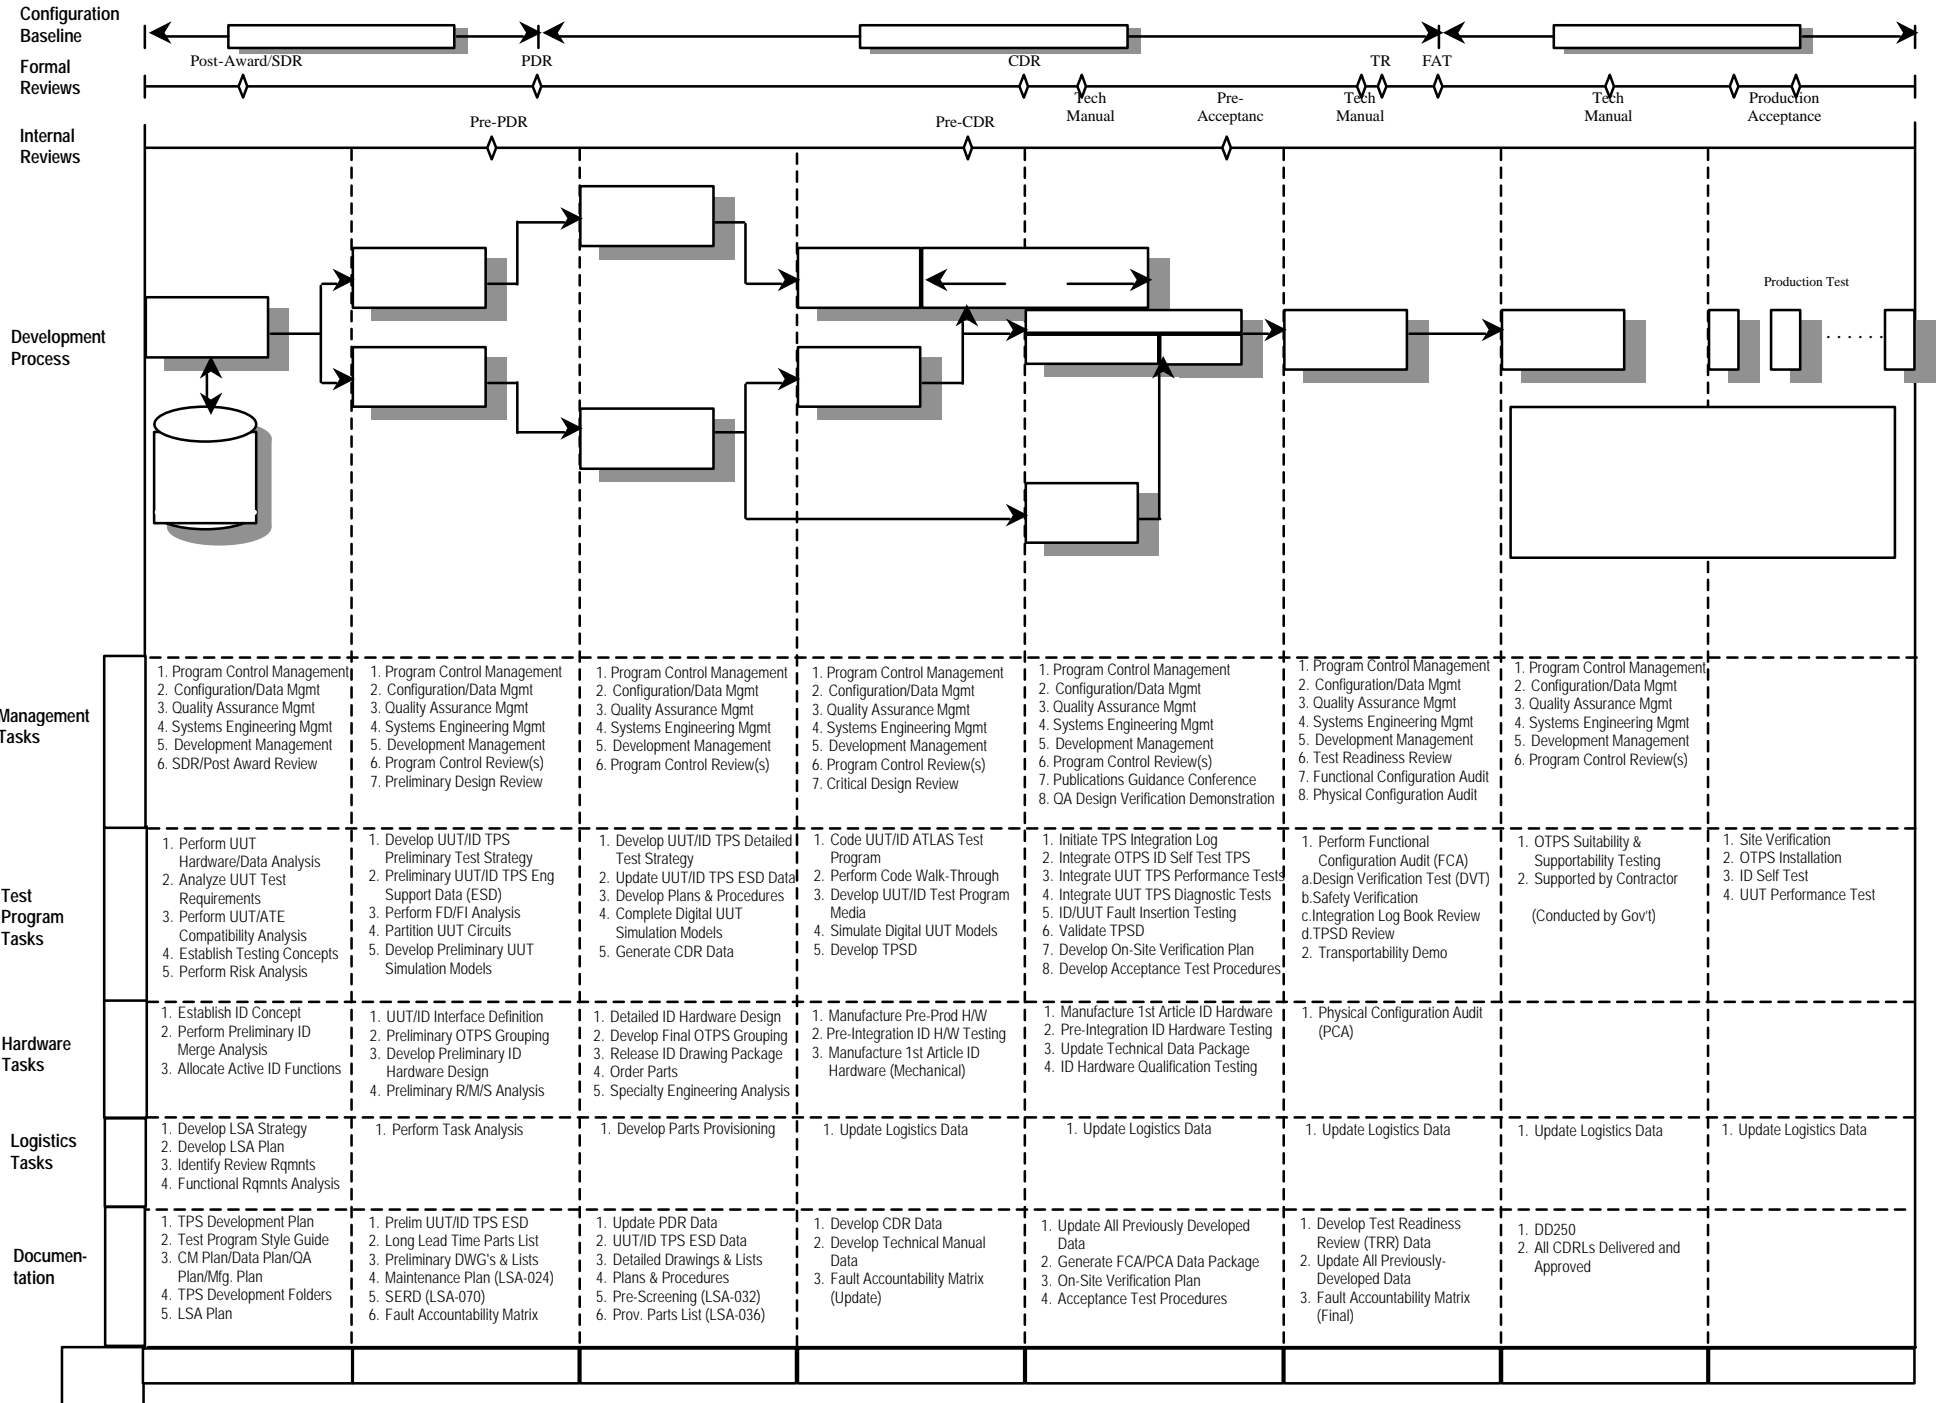 Configuration
Baseline
Formal
Reviews
Post-Award/SDR
PDR
CDR
TR
FAT
Tech
Manual
Pre-
Acceptanc
Tech
Manual
Tech
Manual
Production
Acceptance
Internal
Reviews
Pre-PDR
Pre-CDR
Development
Process
Production Test
. . . . . .
Management
Tasks
1. Program Control Management
2. Configuration/Data Mgmt
3. Quality Assurance Mgmt
4. Systems Engineering Mgmt
5. Development Management
6. SDR/Post Award Review
1. Program Control Management
2. Configuration/Data Mgmt
3. Quality Assurance Mgmt
4. Systems Engineering Mgmt
5. Development Management
6. Program Control Review(s)
7. Preliminary Design Review
1. Program Control Management
2. Configuration/Data Mgmt
3. Quality Assurance Mgmt
4. Systems Engineering Mgmt
5. Development Management
6. Program Control Review(s)
1. Program Control Management
2. Configuration/Data Mgmt
3. Quality Assurance Mgmt
4. Systems Engineering Mgmt
5. Development Management
6. Program Control Review(s)
7. Critical Design Review
1. Program Control Management
2. Configuration/Data Mgmt
3. Quality Assurance Mgmt
4. Systems Engineering Mgmt
5. Development Management
6. Program Control Review(s)
7. Publications Guidance Conference
8. QA Design Verification Demonstration
1. Program Control Management
2. Configuration/Data Mgmt
3. Quality Assurance Mgmt
4. Systems Engineering Mgmt
5. Development Management
6. Test Readiness Review
7. Functional Configuration Audit
8. Physical Configuration Audit
1. Program Control Management
2. Configuration/Data Mgmt
3. Quality Assurance Mgmt
4. Systems Engineering Mgmt
5. Development Management
6. Program Control Review(s)
Test
Program
Tasks
1. Perform UUT
Hardware/Data Analysis
2. Analyze UUT Test
Requirements
3. Perform UUT/ATE
Compatibility Analysis
4. Establish Testing Concepts
5. Perform Risk Analysis
1. Develop UUT/ID TPS
Preliminary Test Strategy
2. Preliminary UUT/ID TPS Eng
Support Data (ESD)
3. Perform FD/FI Analysis
4. Partition UUT Circuits
5. Develop Preliminary UUT
Simulation Models
1. Develop UUT/ID TPS Detailed
Test Strategy
2. Update UUT/ID TPS ESD Data
3. Develop Plans & Procedures
4. Complete Digital UUT
Simulation Models
5. Generate CDR Data
1. Code UUT/ID ATLAS Test
Program
2. Perform Code Walk-Through
3. Develop UUT/ID Test Program
Media
4. Simulate Digital UUT Models
5. Develop TPSD
1. Initiate TPS Integration Log
2. Integrate OTPS ID Self Test TPS
3. Integrate UUT TPS Performance Tests
4. Integrate UUT TPS Diagnostic Tests
5. ID/UUT Fault Insertion Testing
6. Validate TPSD
7. Develop On-Site Verification Plan
8. Develop Acceptance Test Procedures
1. Perform Functional
Configuration Audit (FCA)
a.Design Verification Test (DVT)
b.Safety Verification
c.Integration Log Book Review
d.TPSD Review
2. Transportability Demo
1. OTPS Suitability &
Supportability Testing
2. Supported by Contractor
(Conducted by Gov't)
1. Site Verification
2. OTPS Installation
3. ID Self Test
4. UUT Performance Test
Hardware
Tasks
1. Establish ID Concept
2. Perform Preliminary ID
Merge Analysis
3. Allocate Active ID Functions
1. UUT/ID Interface Definition
2. Preliminary OTPS Grouping
3. Develop Preliminary ID
Hardware Design
4. Preliminary R/M/S Analysis
1. Detailed ID Hardware Design
2. Develop Final OTPS Grouping
3. Release ID Drawing Package
4. Order Parts
5. Specialty Engineering Analysis
1. Manufacture Pre-Prod H/W
2. Pre-Integration ID H/W Testing
3. Manufacture 1st Article ID
Hardware (Mechanical)
1. Manufacture 1st Article ID Hardware
2. Pre-Integration ID Hardware Testing
3. Update Technical Data Package
4. ID Hardware Qualification Testing
1. Physical Configuration Audit
(PCA)
Logistics
Tasks
1. Develop LSA Strategy
2. Develop LSA Plan
3. Identify Review Rqmnts
4. Functional Rqmnts Analysis
1. Perform Task Analysis
1. Develop Parts Provisioning
1. Update Logistics Data
1. Update Logistics Data
1. Update Logistics Data
1. Update Logistics Data
1. Update Logistics Data
Documen-
tation
1. TPS Development Plan
2. Test Program Style Guide
3. CM Plan/Data Plan/QA
Plan/Mfg. Plan
4. TPS Development Folders
5. LSA Plan
1. Prelim UUT/ID TPS ESD
2. Long Lead Time Parts List
3. Preliminary DWG's & Lists
4. Maintenance Plan (LSA-024)
5. SERD (LSA-070)
6. Fault Accountability Matrix
1. Update PDR Data
2. UUT/ID TPS ESD Data
3. Detailed Drawings & Lists
4. Plans & Procedures
5. Pre-Screening (LSA-032)
6. Prov. Parts List (LSA-036)
1. Develop CDR Data
2. Develop Technical Manual
Data
3. Fault Accountability Matrix
(Update)
1. Update All Previously Developed
Data
2. Generate FCA/PCA Data Package
3. On-Site Verification Plan
4. Acceptance Test Procedures
1. Develop Test Readiness
Review (TRR) Data
2. Update All Previously-
Developed Data
3. Fault Accountability Matrix
(Final)
1. DD250
2. All CDRLs Delivered and
Approved